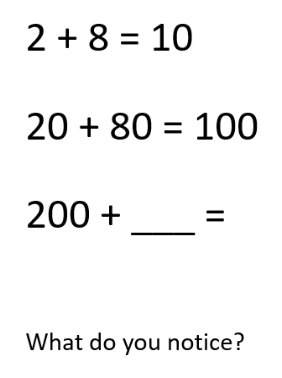 2 + 8 = 10
20 + 80 = 100
200 + ___ =
What do you notice?